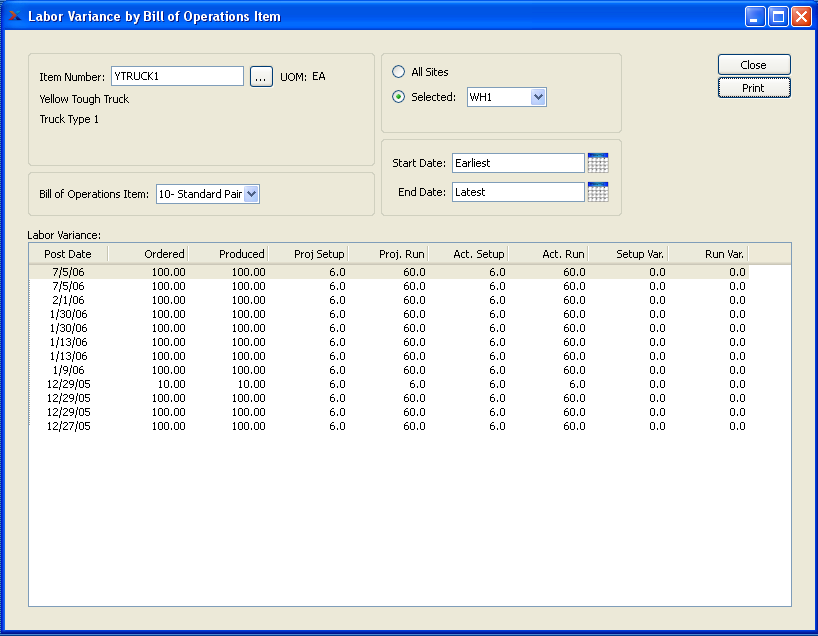 Labor Variance by Bill of Operations Item
Item Number: YTRUCK1 ... UOM: EA
Yellow Tough Truck
Truck Type 1
Bill of Operations Item: 10- Standard Pair
All Sites
Selected: WH1
Start Date: Earliest
End Date: Latest
Close
Print
Labor Variance:
Post Date Ordered Produced Proj Setup Proj. Run Act. Setup Act. Run Setup Var. Run Var.
7/5/06 100.00 100.00 6.0 60.0 6.0 60.0 0.0 0.0
7/5/06 100.00 100.00 6.0 60.0 6.0 60.0 0.0 0.0
2/1/06 100.00 100.00 6.0 60.0 6.0 60.0 0.0 0.0
1/30/06 100.00 100.00 6.0 60.0 6.0 60.0 0.0 0.0
1/30/06 100.00 100.00 6.0 60.0 6.0 60.0 0.0 0.0
1/13/06 100.00 100.00 6.0 60.0 6.0 60.0 0.0 0.0
1/13/06 100.00 100.00 6.0 60.0 6.0 60.0 0.0 0.0
1/9/06 100.00 100.00 6.0 60.0 6.0 60.0 0.0 0.0
12/29/05 10.00 10.00 6.0 6.0 6.0 6.0 0.0 0.0
12/29/05 100.00 100.00 6.0 60.0 6.0 60.0 0.0 0.0
12/29/05 100.00 100.00 6.0 60.0 6.0 60.0 0.0 0.0
12/27/05 100.00 100.00 6.0 60.0 6.0 60.0 0.0 0.0